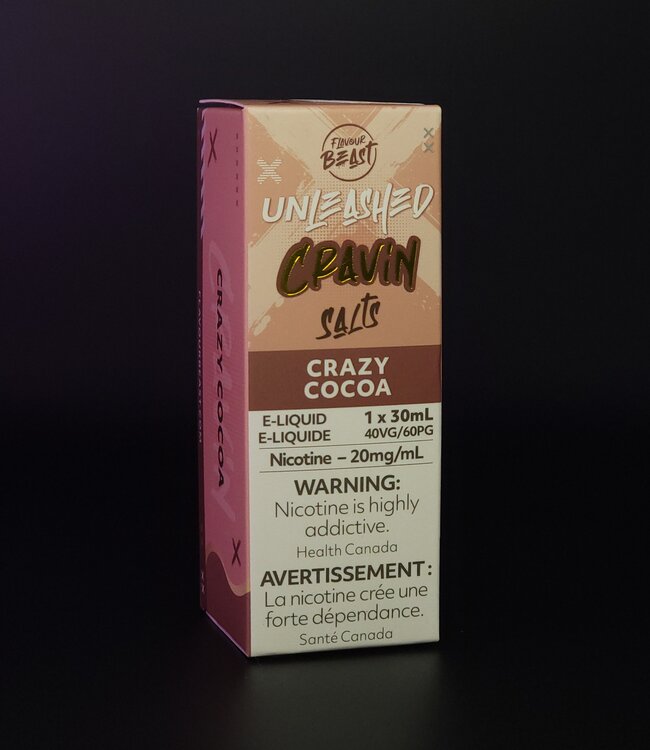 FLAVOUR
BEAST
UNLEASHED
CRAVIN
SALTS
CRAZY
COCOA
E-LIQUID 1 x 30mL
E-LIQUIDE 40VG/60PG
Nicotine – 20mg/mL
WARNING:
Nicotine is highly
addictive.
Health Canada
AVERTISSEMENT:
La nicotine crée une
forte dépendance.
Santé Canada
CRAZY COCOA